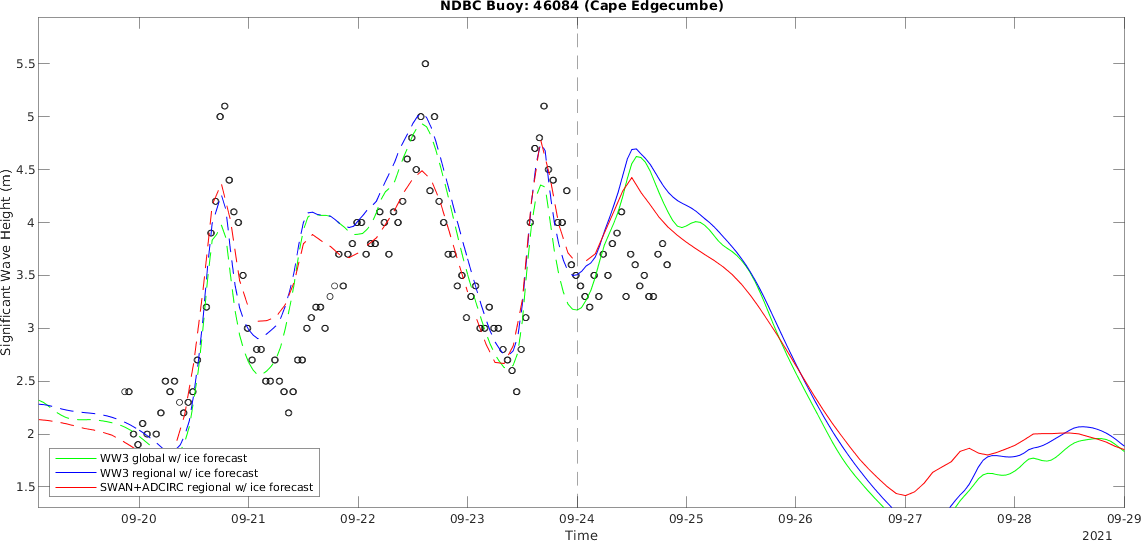 NDBC Buoy: 46084 (Cape Edgecumbe)
Significant Wave Height (m)
5.5
5
4.5
4
3.5
3
2.5
2
1.5
WW3 global w/ ice forecast
WW3 regional w/ ice forecast
SWAN+ADCIRC regional w/ ice forecast
09-20 09-21 09-22 09-23 09-24 09-25 09-26 09-27 09-28 09-29
Time
2021